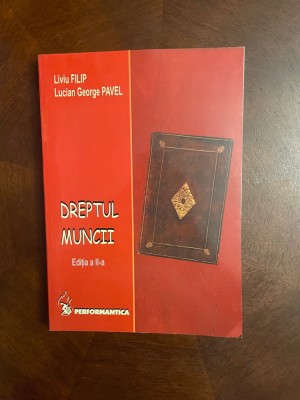 Liviu FILIP
Lucian George PAVEL
DREPTUL
MUNCII
Ediția a II-a
PERFORMANTICA